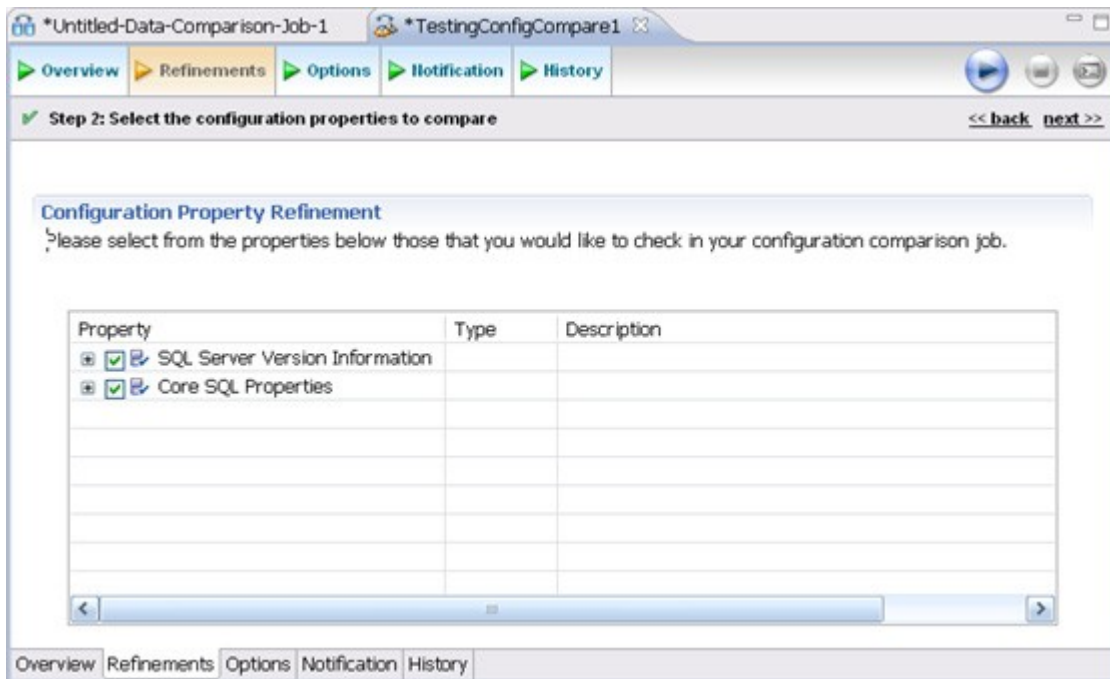 *Untitled-Data-Comparison-Job-1 *TestingConfigCompare1
Overview Refinements Options Notification History
Step 2: Select the configuration properties to compare << back next >>
Configuration Property Refinement
Please select from the properties below those that you would like to check in your configuration comparison job.
Property Type Description
SQL Server Version Information
Core SQL Properties
Overview Refinements Options Notification History